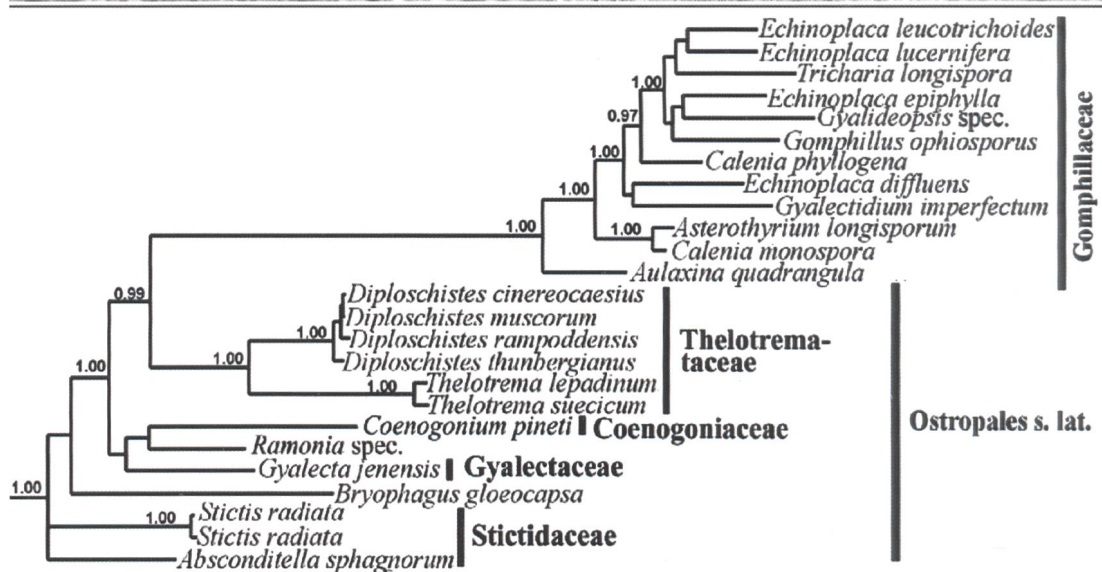 Echinoplaca leucotrichoides
Echinoplaca lucernifera
Tricharia longispora
1.00
Echinoplaca epiphylla
Gyalideopsis spec.
0.97
Gomphillus ophiosporus
1.00
Calenia phyllogena
Echinoplaca diffluens
1.00
Gyalectidium imperfectum
1.00
1.00
Asterothyrium longisporum
Calenia monospora
Aulaxina quadrangula
Gomphillaceae
0.99
Diploschistes cinereocaesius
Diploschistes muscorum
1.00
Diploschistes rampoddensis
Diploschistes thunbergianus
1.00
1.00
Thelotrema lepadinum
Thelotrema suecicum
Thelotrema-
taceae
1.00
Coenogonium pineti
Coenogoniaceae
Ramonia spec.
Gyalecta jenensis
Gyalectaceae
Bryophagus gloeocapsa
1.00
1.00
Stictis radiata
Stictis radiata
Absconditella sphagnorum
Stictidaceae
Ostropales s. lat.